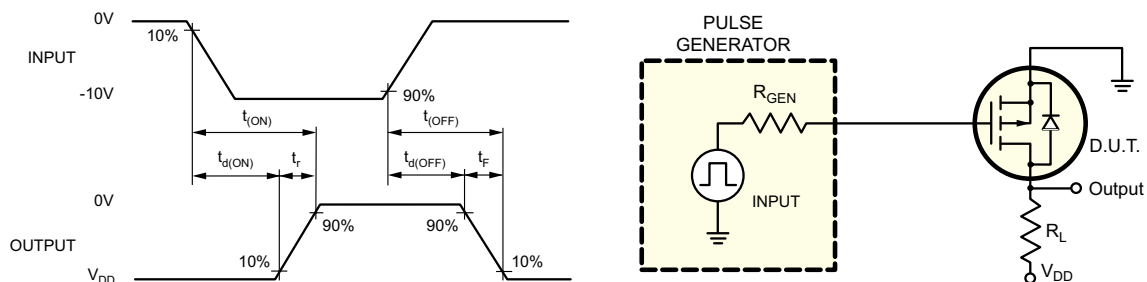 0V
10%
INPUT
-10V
90%
t(ON)
t(OFF)
td(ON)
tr
td(OFF)
tF
0V
90%
90%
OUTPUT
10%
10%
VDD
PULSE
GENERATOR
RGEN
INPUT
D.U.T.
Output
RL
VDD